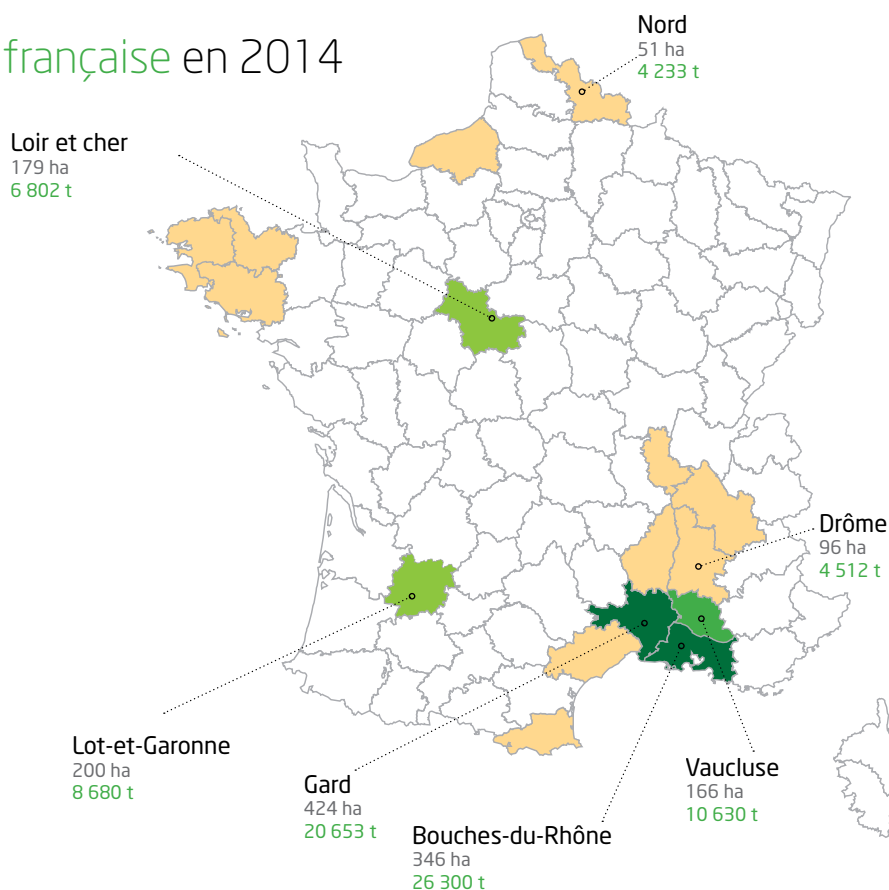 française en 2014
Nord
51 ha
4 233 t
Loir et cher
179 ha
6 802 t
Drôme
96 ha
4 512 t
Lot-et-Garonne
200 ha
8 680 t
Gard
424 ha
20 653 t
Bouches-du-Rhône
346 ha
26 300 t
Vaucluse
166 ha
10 630 t